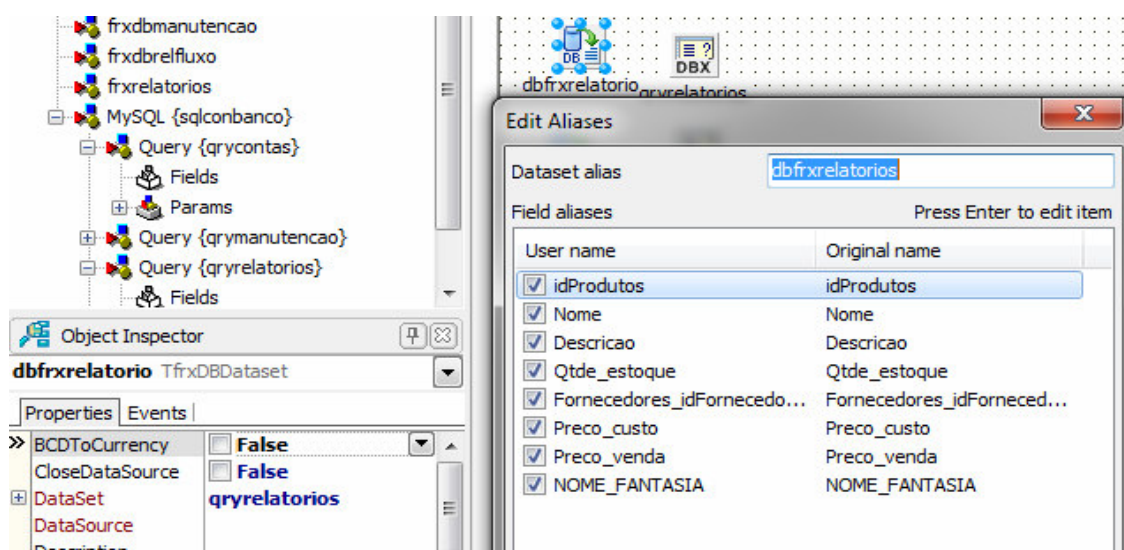 frxdbmanutencao
frxdbrelfluxo
frxrelatorios
MySQL {sqlconbanco}
Query {qrycontas}
Fields
Params
Query {qrymanutencao}
Query {qryrelatorios}
Fields
Object Inspector
dbfrxrelatorio TfrxDBDataset
Properties Events
BCDToCurrency False
CloseDataSource False
DataSet qryrelatorios
DataSource
Description
DB
DBX
dbfrxrelatorio qryrelatorios
Edit Aliases
Dataset alias dbfrxrelatorios
Field aliases Press Enter to edit item
User name Original name
idProdutos idProdutos
Nome Nome
Descricao Descricao
Qtde_estoque Qtde_estoque
Fornecedores_idFornecedo... Fornecedores_idForneced...
Preco_custo Preco_custo
Preco_venda Preco_venda
NOME_FANTASIA NOME_FANTASIA